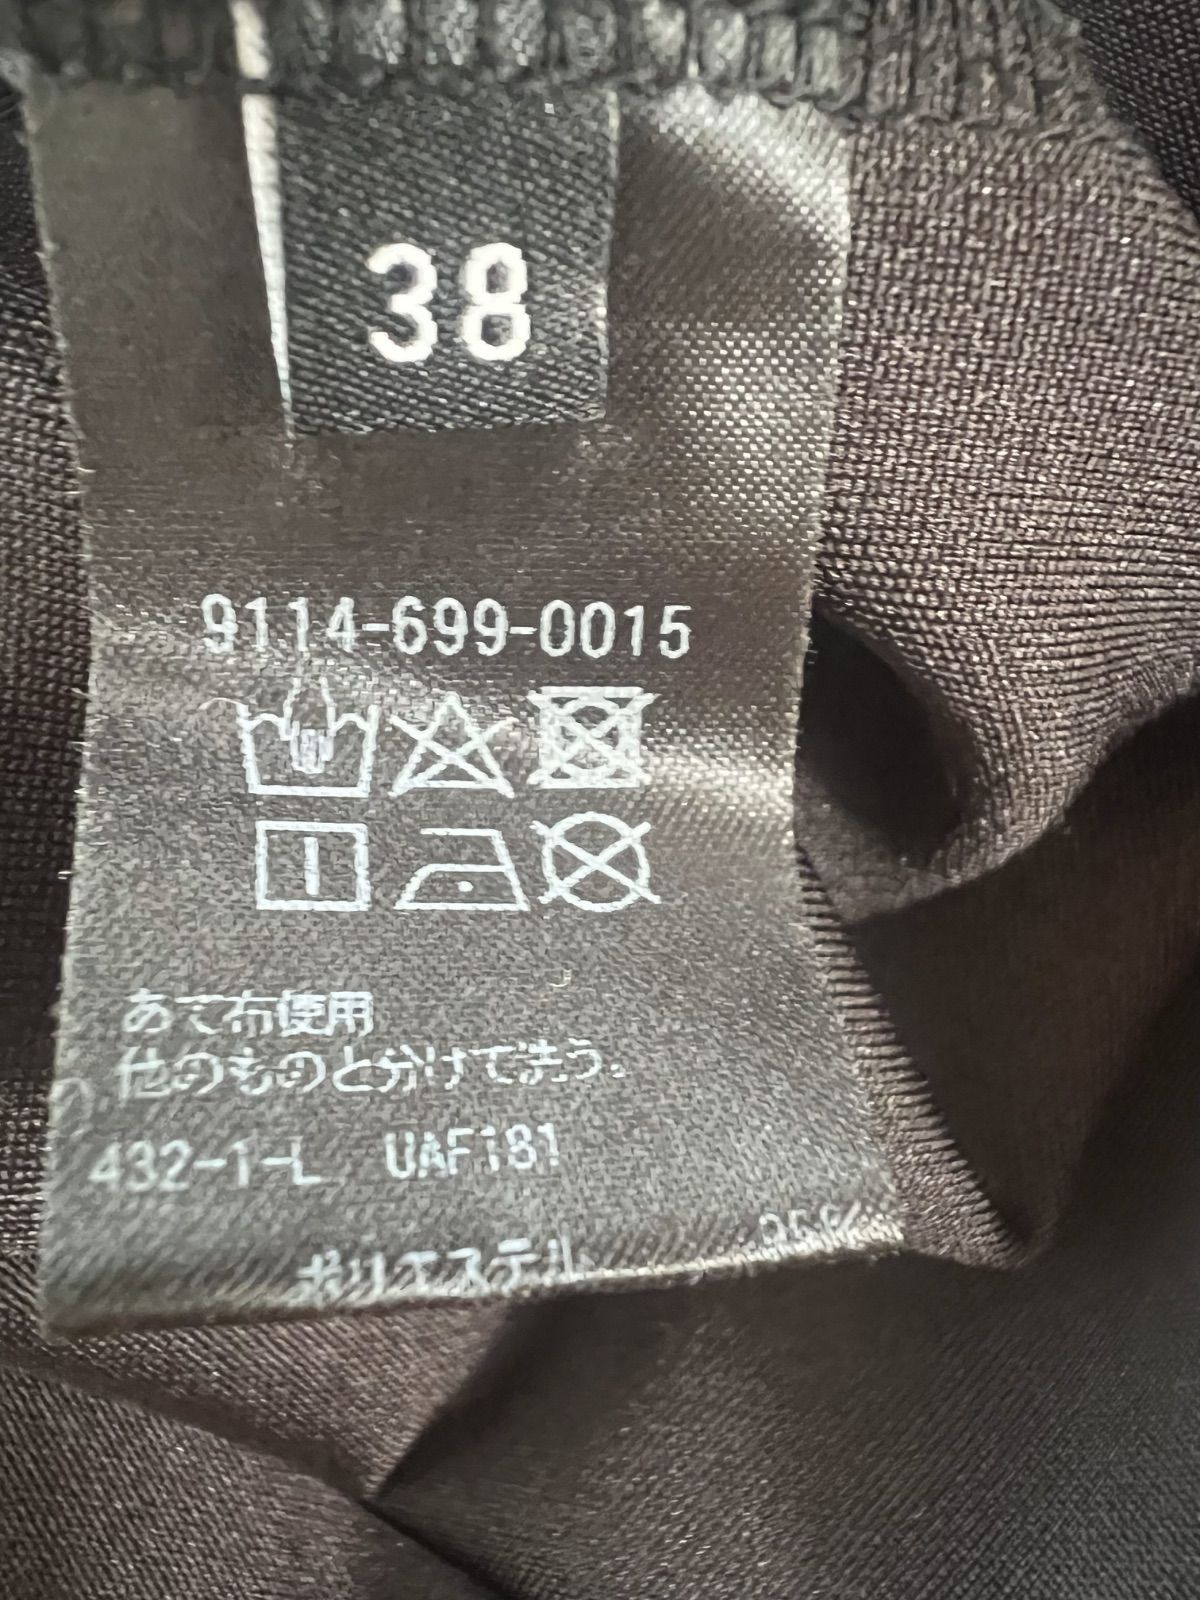 38
9114-699-0015
あて布使用
他のものと分けて洗う。
432-1-L UAF181
ポリエステル